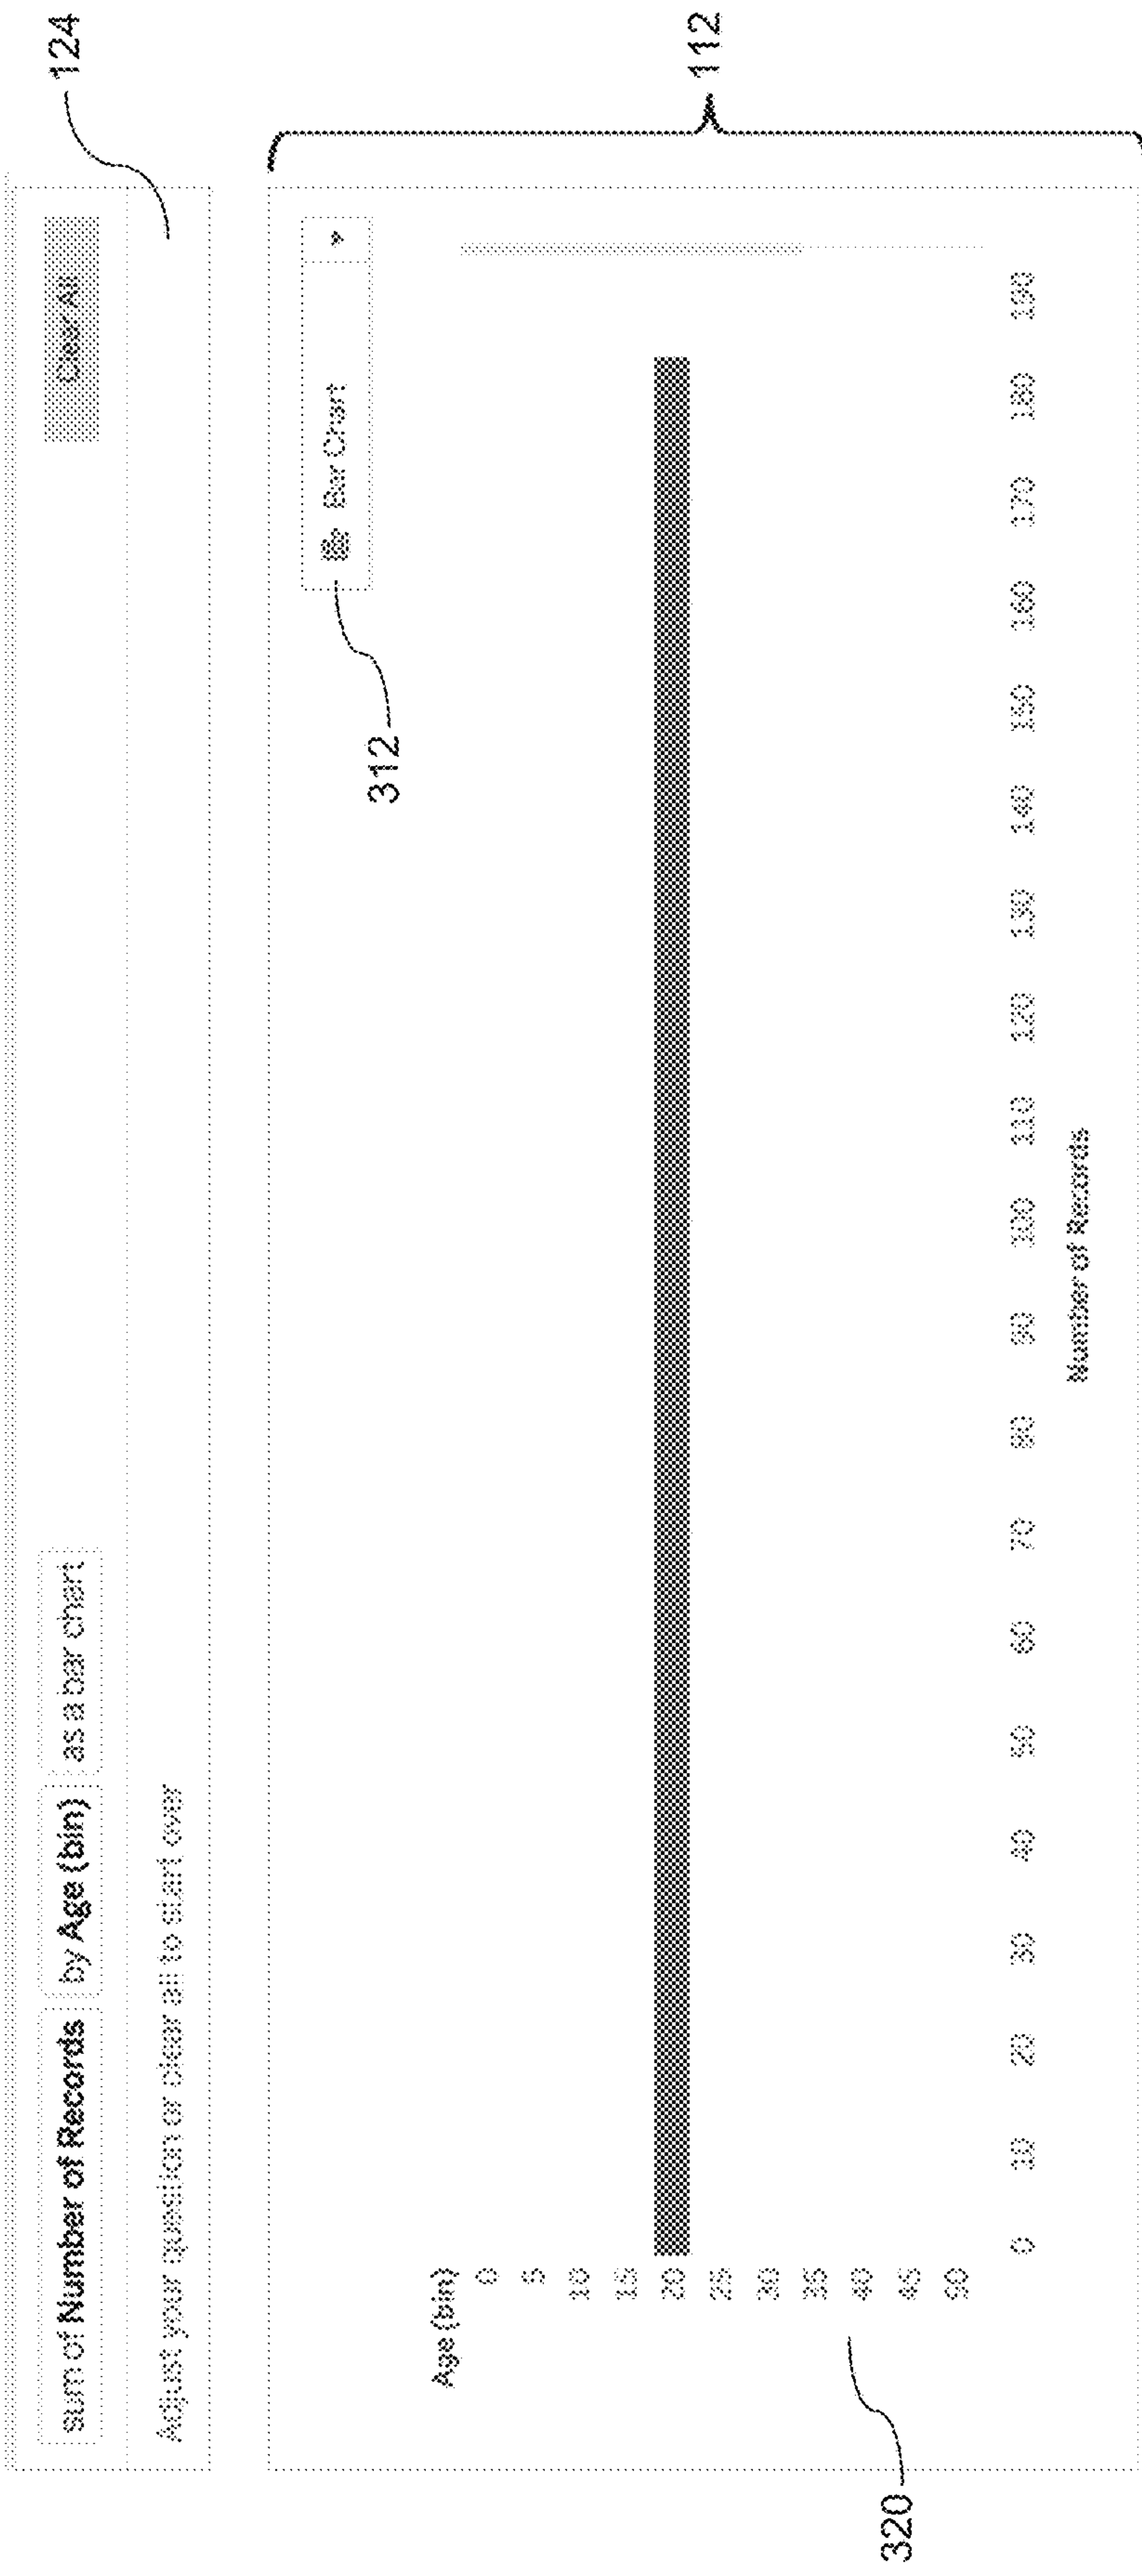 124
sum of Number of Records by Age (bin) as a bar chart Clear All
Adjust your question or clear all to start over
112
Bar Chart
312
Age (bin)
0
5
10
15
20
25
30
35
40
45
50
320
0 10 20 30 40 50 60 70 80 90 100 110 120 130 140 150 160 170 180 190
Number of Records